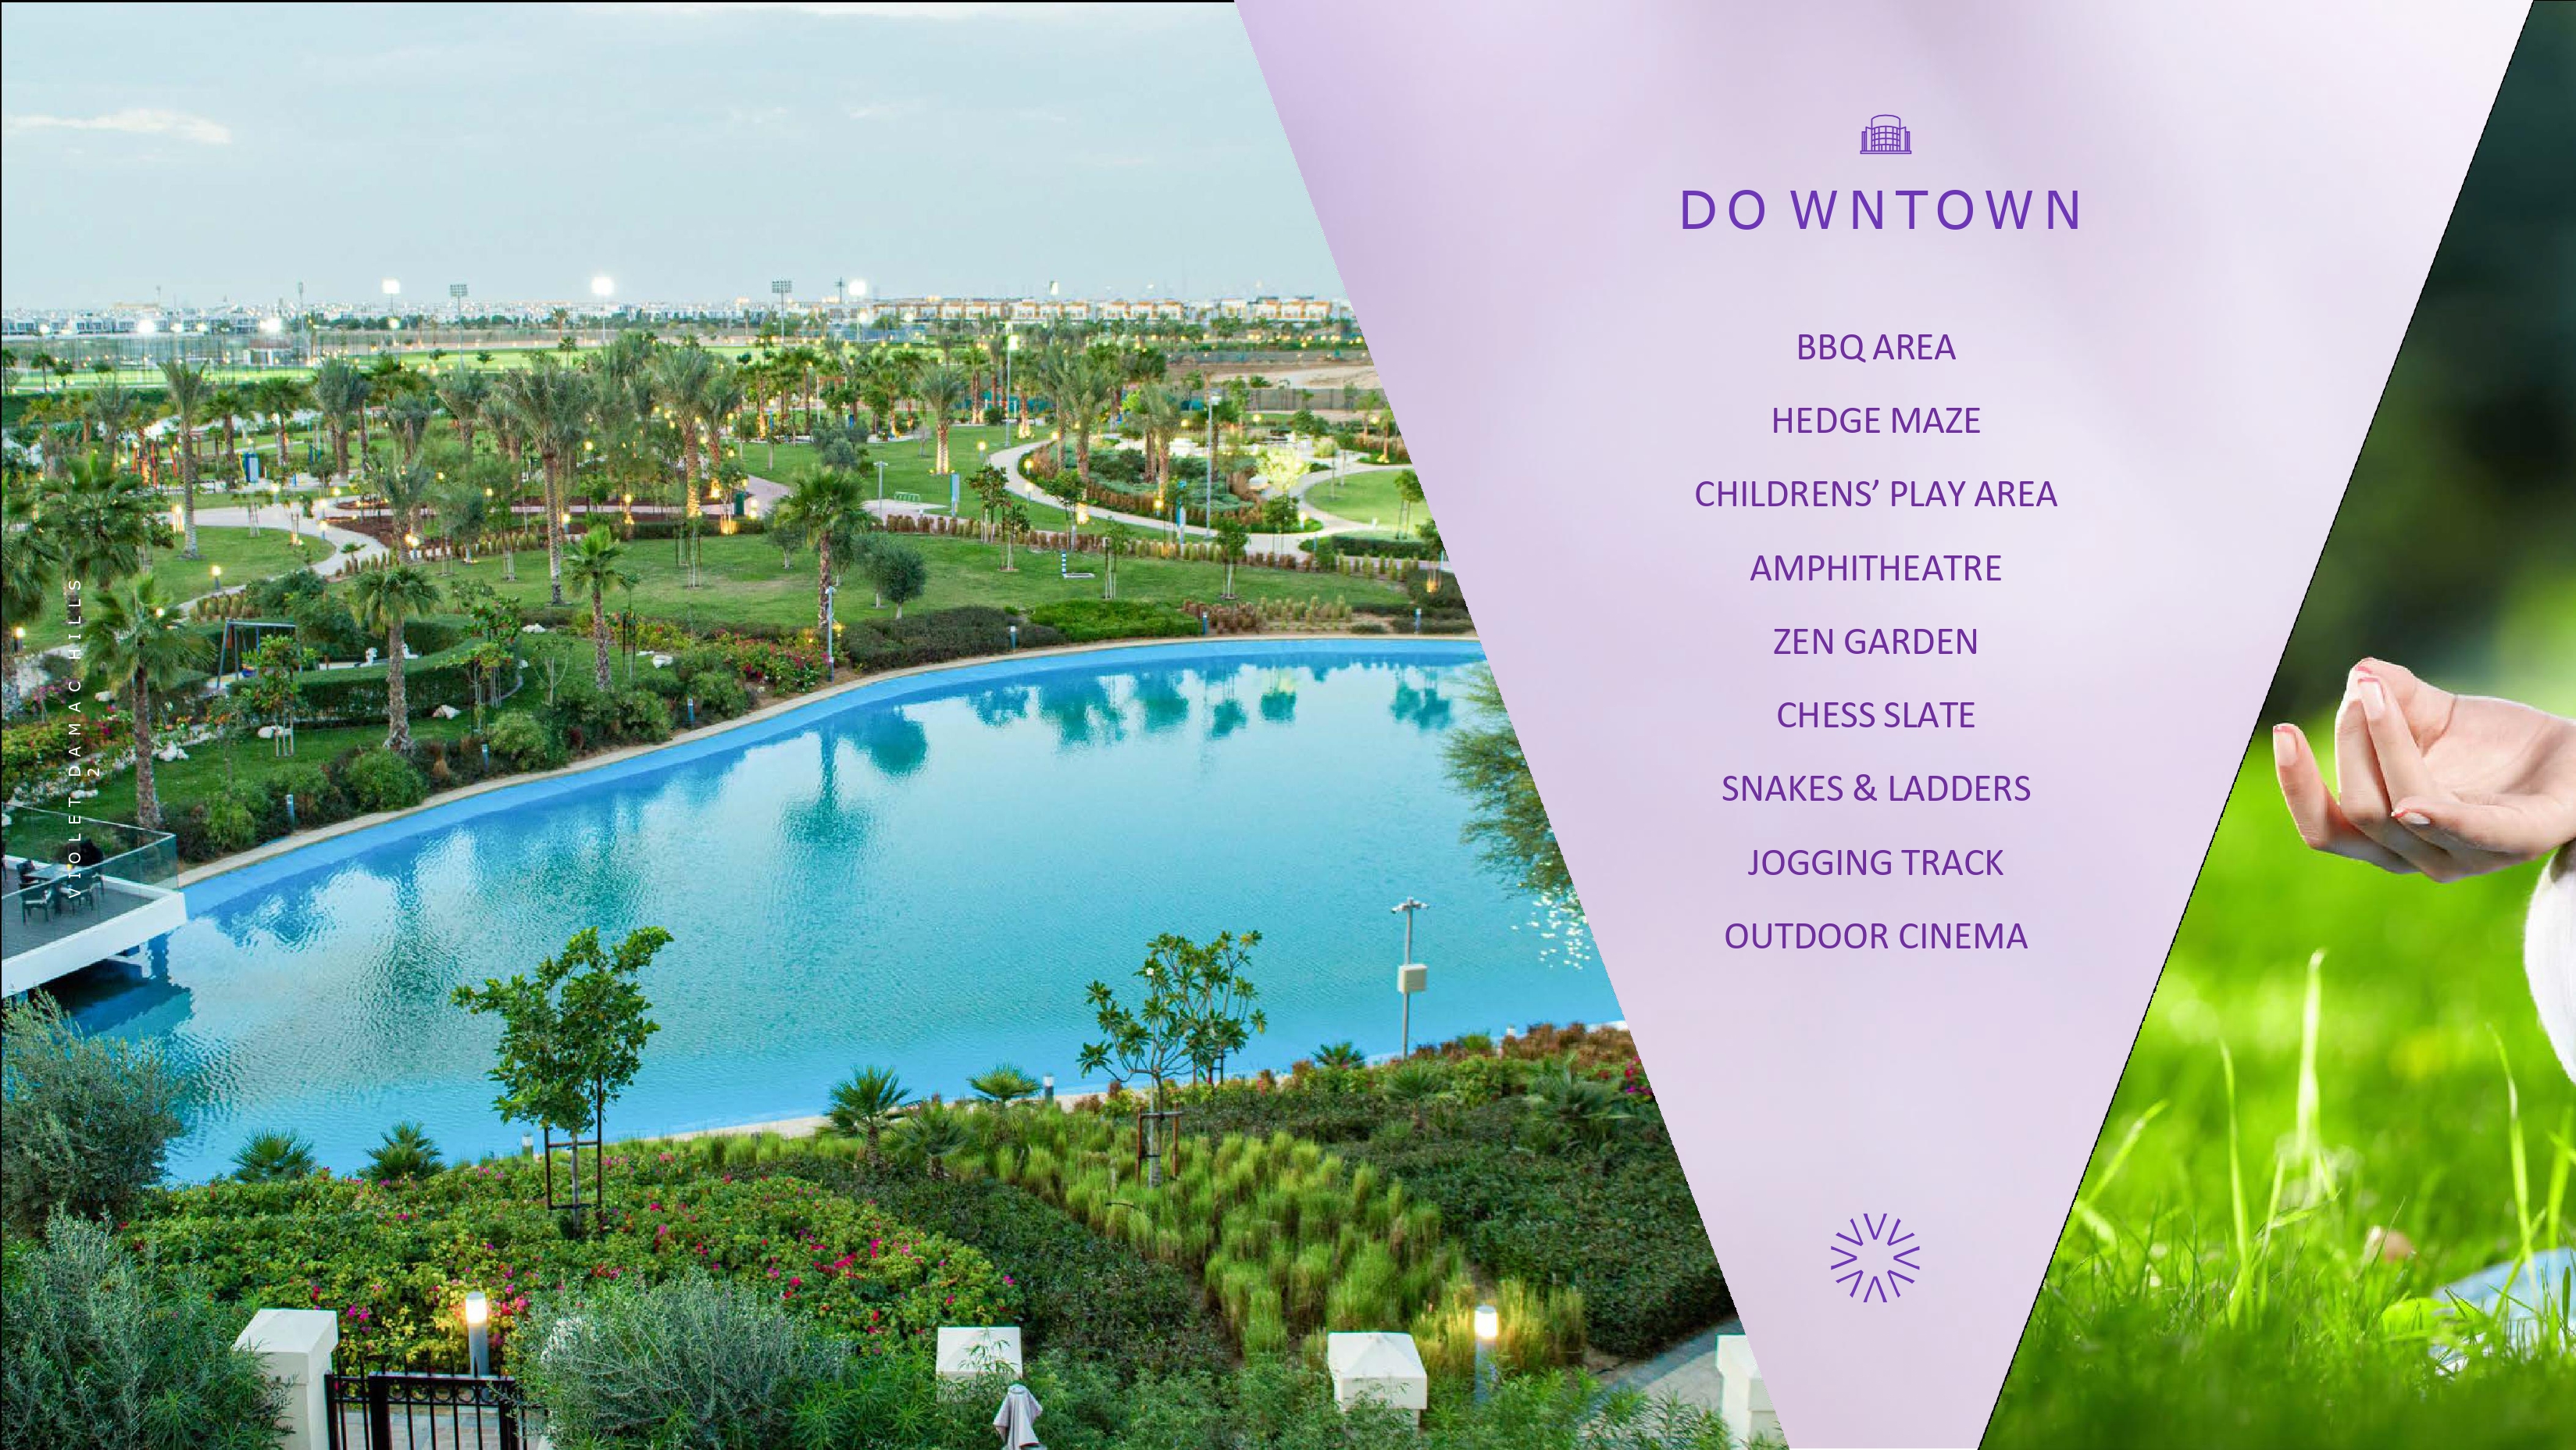 VIOLET DAMAC HILLS
2
DO WNTOWN
BBQ AREA
HEDGE MAZE
CHILDRENS’ PLAY AREA
AMPHITHEATRE
ZEN GARDEN
CHESS SLATE
SNAKES & LADDERS
JOGGING TRACK
OUTDOOR CINEMA